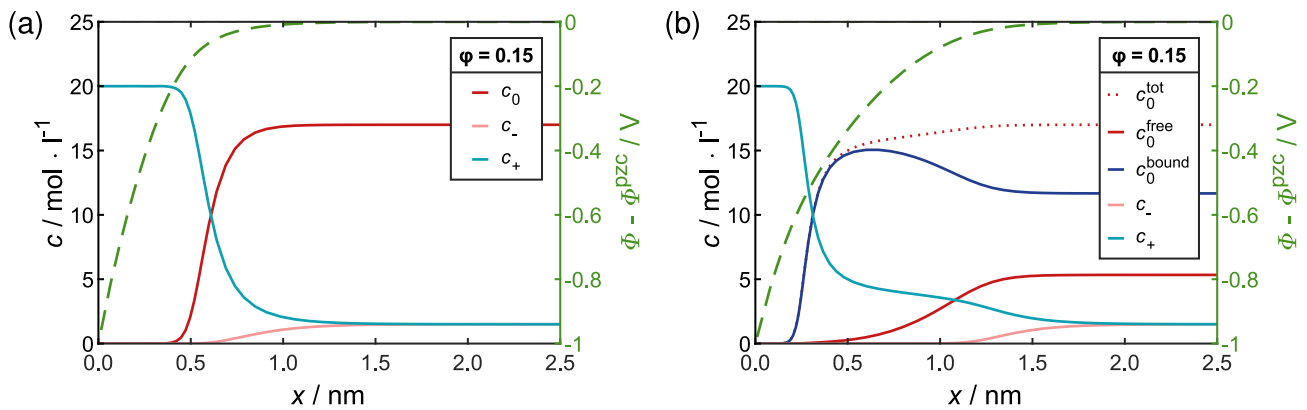 (a)
25
20
15
10
5
0
c / mol · l⁻¹
0.0
0.5
1.0
1.5
2.0
2.5
x / nm
0
-0.2
-0.4
-0.6
-0.8
-1
Φ - Φᵖᶻᶜ / V
φ = 0.15
c₀
c₋
c₊
(b)
25
20
15
10
5
0
c / mol · l⁻¹
0.0
0.5
1.0
1.5
2.0
2.5
x / nm
0
-0.2
-0.4
-0.6
-0.8
-1
Φ - Φᵖᶻᶜ / V
φ = 0.15
c₀ᵗᵒᵗ
c₀ᶠʳᵉᵉ
c₀ᵇᵒᵘⁿᵈ
c₋
c₊